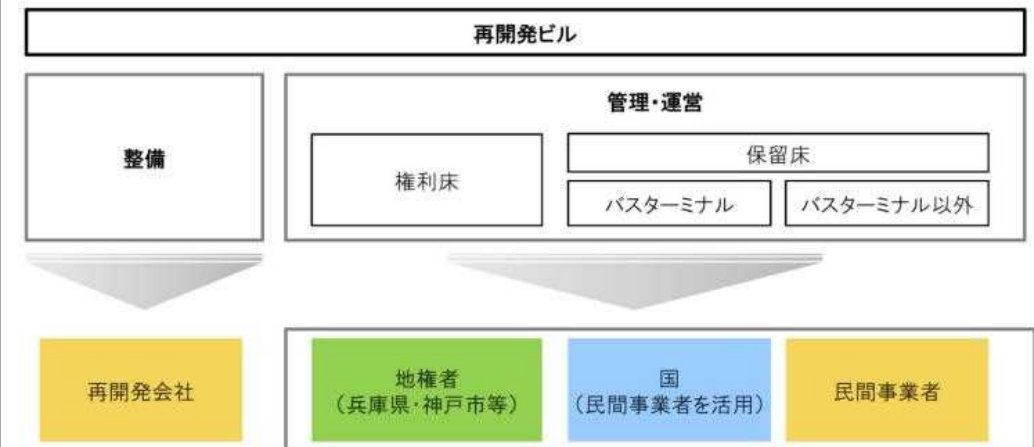 再開発ビル
整備
管理・運営
権利床
保留床
バスターミナル
バスターミナル以外
再開発会社
地権者
（兵庫県・神戸市等）
国
（民間事業者を活用）
民間事業者